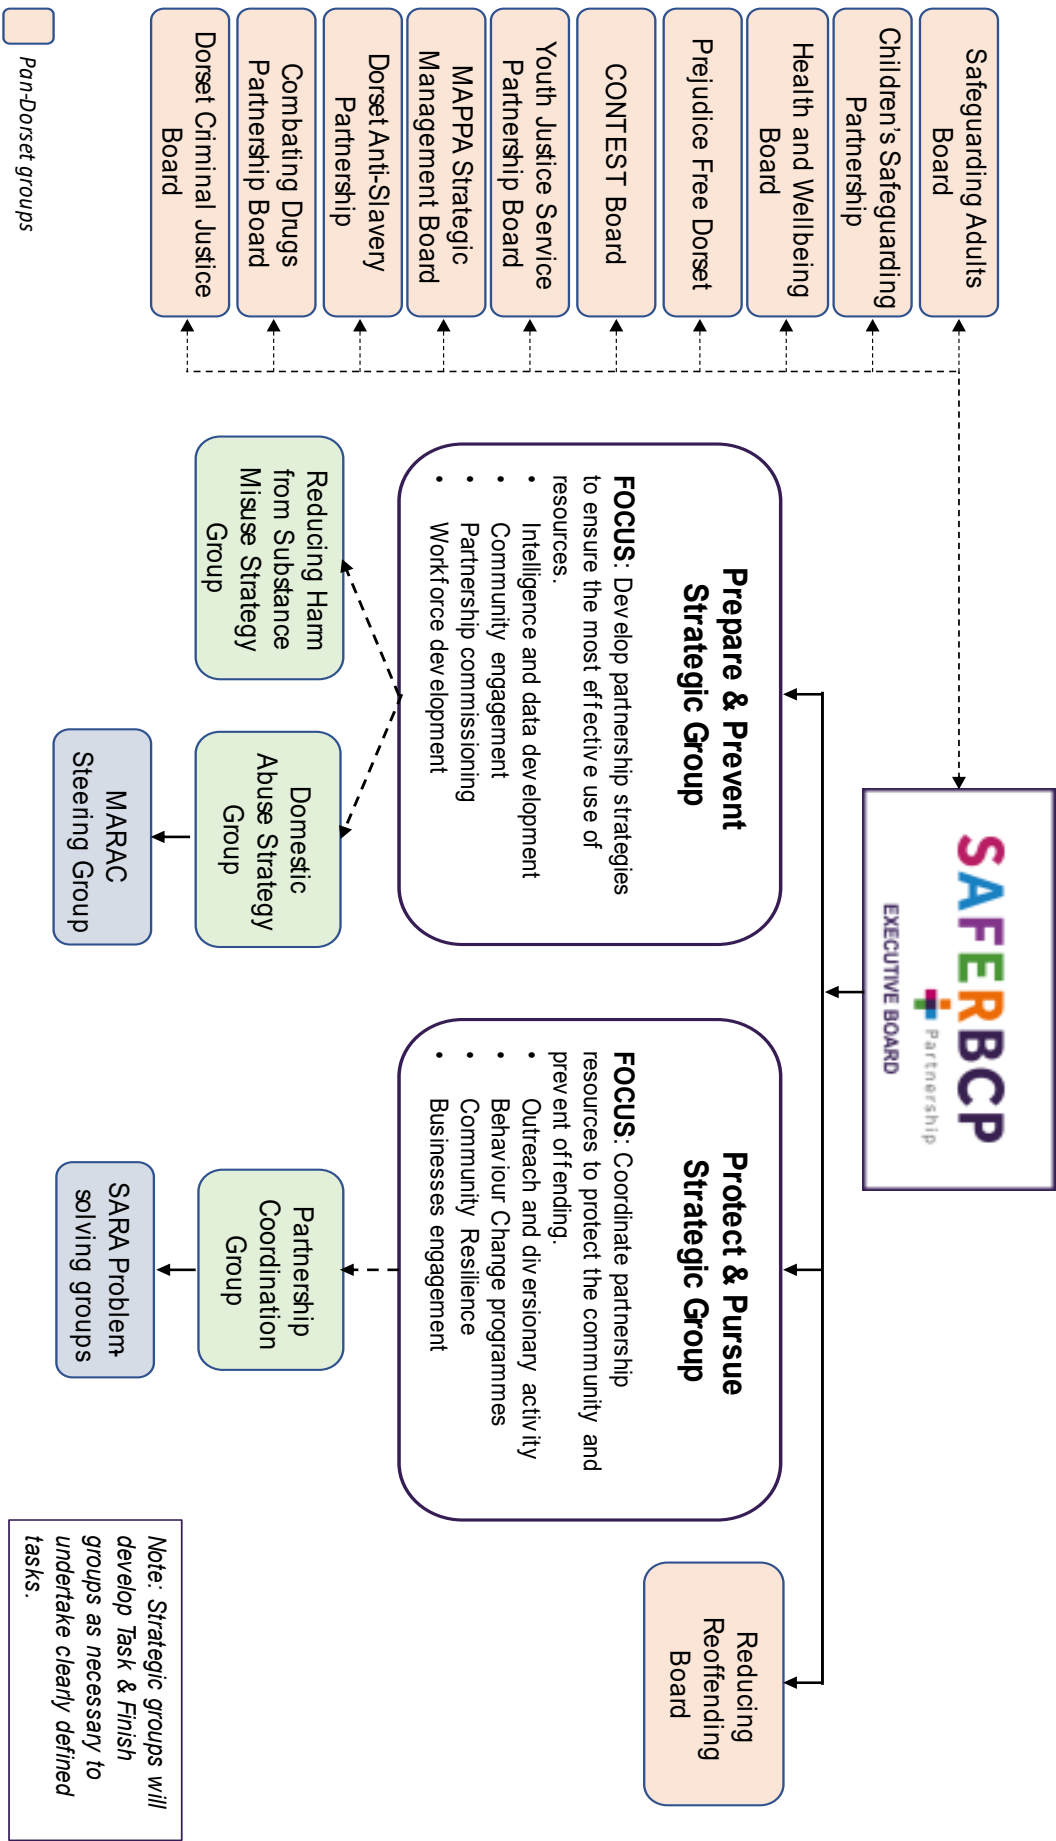 SAFERBCP
Partnership
EXECUTIVE BOARD
Safeguarding Adults
Board
Children's Safeguarding
Partnership
Health and Wellbeing
Board
Prejudice Free Dorset
CONTEST Board
Youth Justice Service
Partnership Board
MAPPA Strategic
Management Board
Dorset Anti-Slavery
Partnership
Combating Drugs
Partnership Board
Dorset Criminal Justice
Board
Pan-Dorset groups
Prepare & Prevent
Strategic Group
FOCUS: Develop partnership strategies
to ensure the most effective use of
resources.
• Intelligence and data development
• Community engagement
• Partnership commissioning
• Workforce development
Reducing Harm
from Substance
Misuse Strategy
Group
Domestic
Abuse Strategy
Group
MARAC
Steering Group
Protect & Pursue
Strategic Group
FOCUS: Coordinate partnership
resources to protect the community and
prevent offending.
• Outreach and diversionary activity
• Behaviour Change programmes
• Community Resilience
• Businesses engagement
Partnership
Coordination
Group
SARA Problem-
solving groups
Reducing
Reoffending
Board
Note: Strategic groups will
develop Task & Finish
groups as necessary to
undertake clearly defined
tasks.